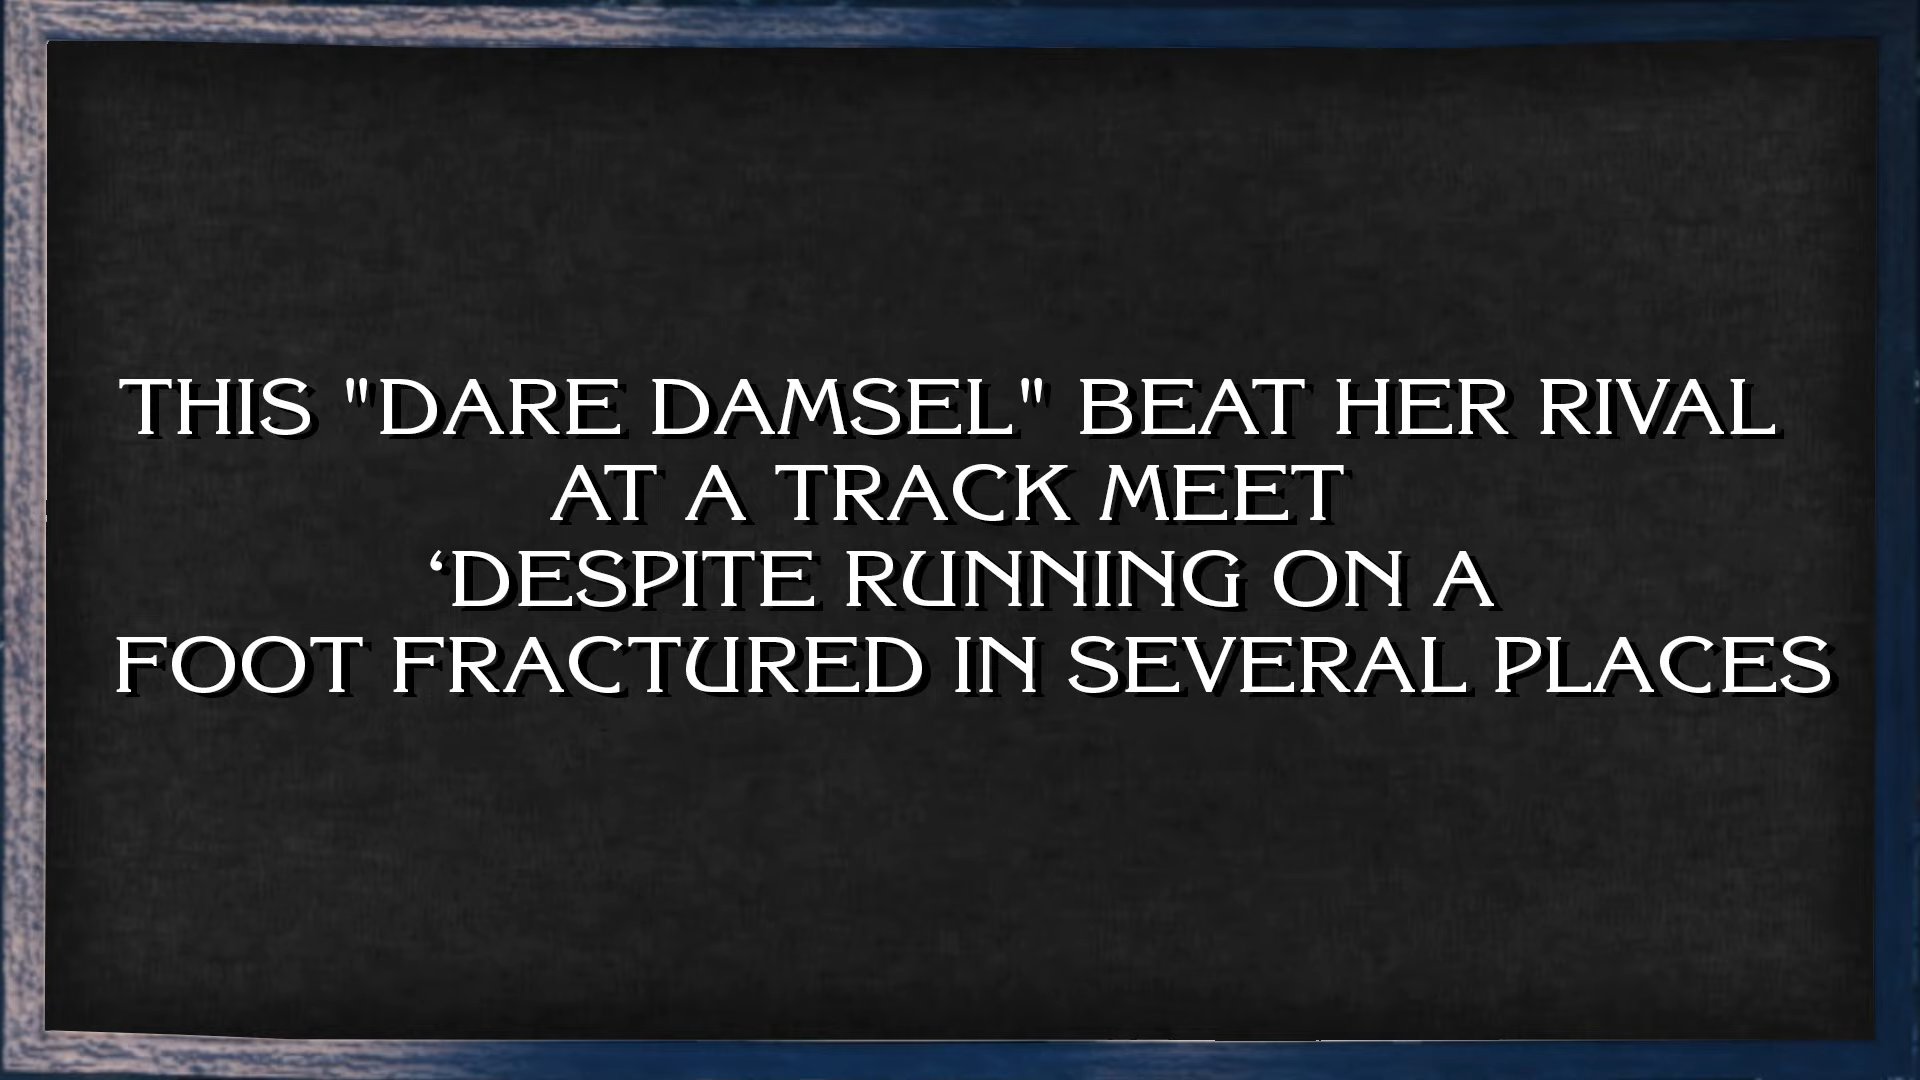 THIS "DARE DAMSEL" BEAT HER RIVAL
AT A TRACK MEET
‘DESPITE RUNNING ON A
FOOT FRACTURED IN SEVERAL PLACES